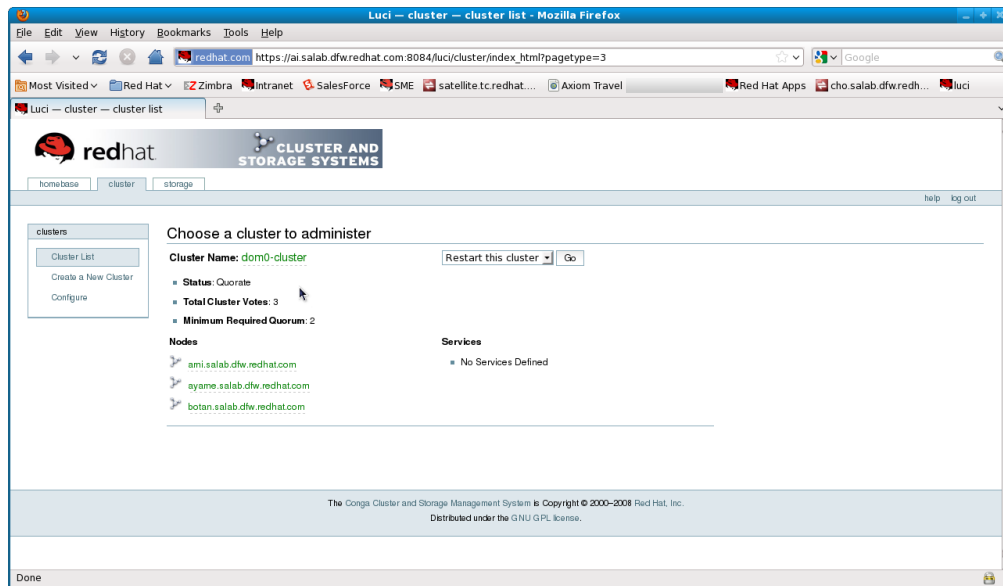 Luci — cluster — cluster list - Mozilla Firefox
File Edit View History Bookmarks Tools Help
redhat.com https://ai.salab.dfw.redhat.com:8084/luci/cluster/index_html?pagetype=3 Google
Most Visited Red Hat Zimbra Intranet SalesForce SME satellite.tc.redhat.... Axiom Travel Red Hat Apps cho.salab.dfw.redh... luci
Luci — cluster — cluster list
redhat. CLUSTER AND
STORAGE SYSTEMS
homebase cluster storage
help log out
clusters
Cluster List
Create a New Cluster
Configure
Choose a cluster to administer
Cluster Name: dom0-cluster Restart this cluster Go
Status: Quorate
Total Cluster Votes: 3
Minimum Required Quorum: 2
Nodes
ami.salab.dfw.redhat.com
ayame.salab.dfw.redhat.com
botan.salab.dfw.redhat.com
Services
No Services Defined
The Conga Cluster and Storage Management System is Copyright © 2000–2008 Red Hat, Inc.
Distributed under the GNU GPL license.
Done